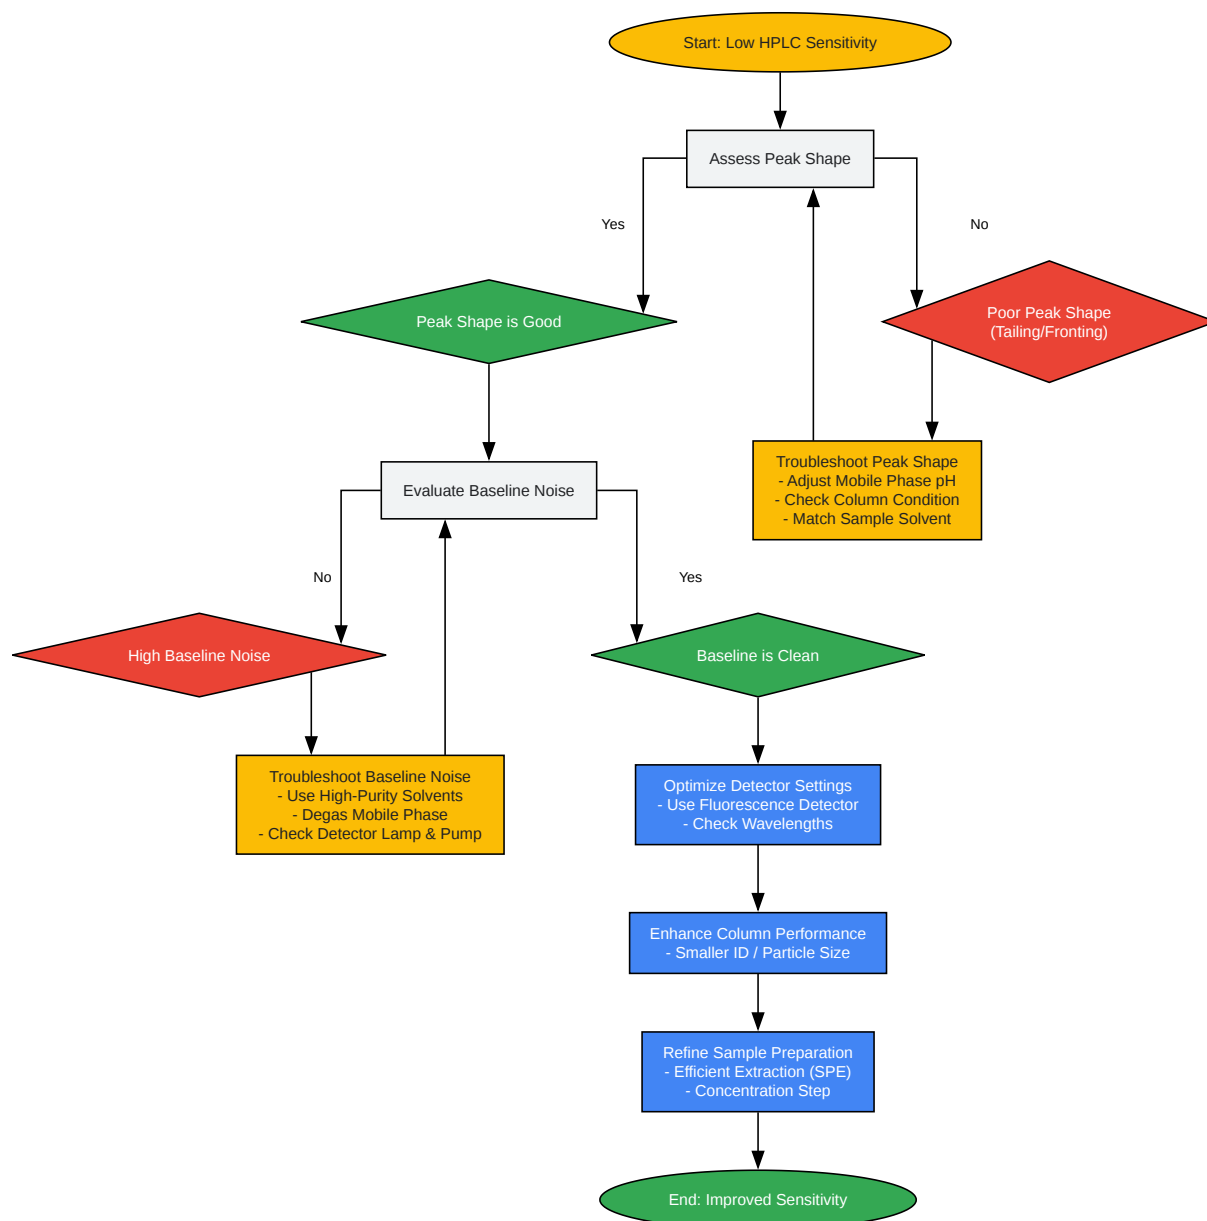 Start: Low HPLC Sensitivity
Assess Peak Shape
Yes
No
Peak Shape is Good
Poor Peak Shape
(Tailing/Fronting)
Troubleshoot Peak Shape
- Adjust Mobile Phase pH
- Check Column Condition
- Match Sample Solvent
Evaluate Baseline Noise
No
Yes
High Baseline Noise
Baseline is Clean
Troubleshoot Baseline Noise
- Use High-Purity Solvents
- Degas Mobile Phase
- Check Detector Lamp & Pump
Optimize Detector Settings
- Use Fluorescence Detector
- Check Wavelengths
Enhance Column Performance
- Smaller ID / Particle Size
Refine Sample Preparation
- Efficient Extraction (SPE)
- Concentration Step
End: Improved Sensitivity